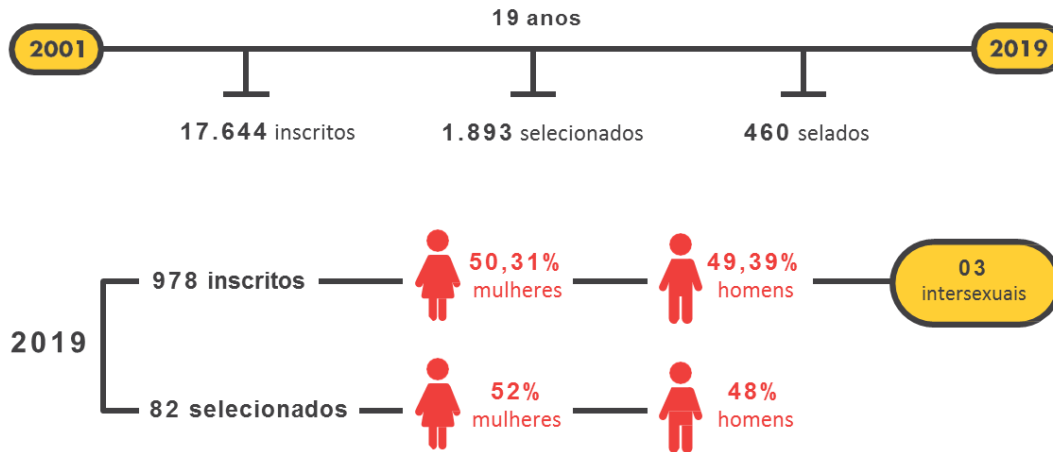 19 anos
2001
2019
17.644 inscritos
1.893 selecionados
460 selados
978 inscritos
50,31%
mulheres
49,39%
homens
03
intersexuais
2019
82 selecionados
52%
mulheres
48%
homens